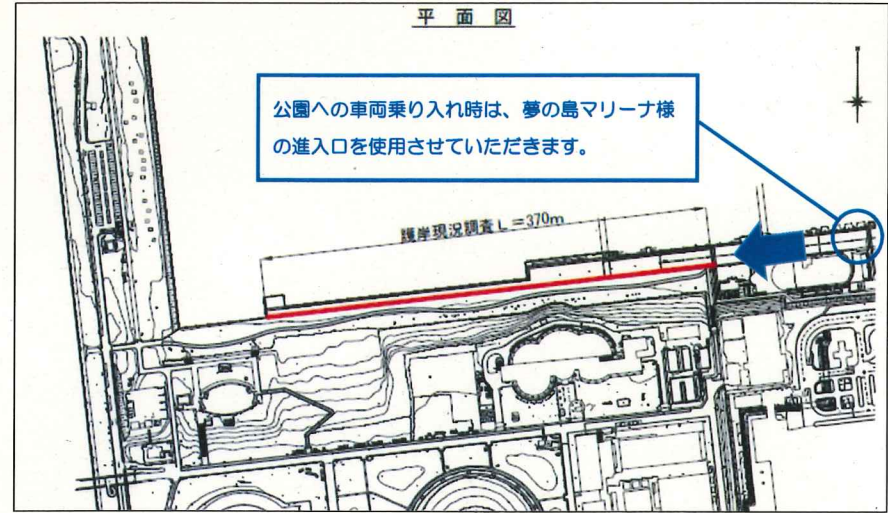 平面図
公園への車両乗り入れ時は、夢の島マリーナ様
の進入口を使用させていただきます。
護岸現況調査L=370m